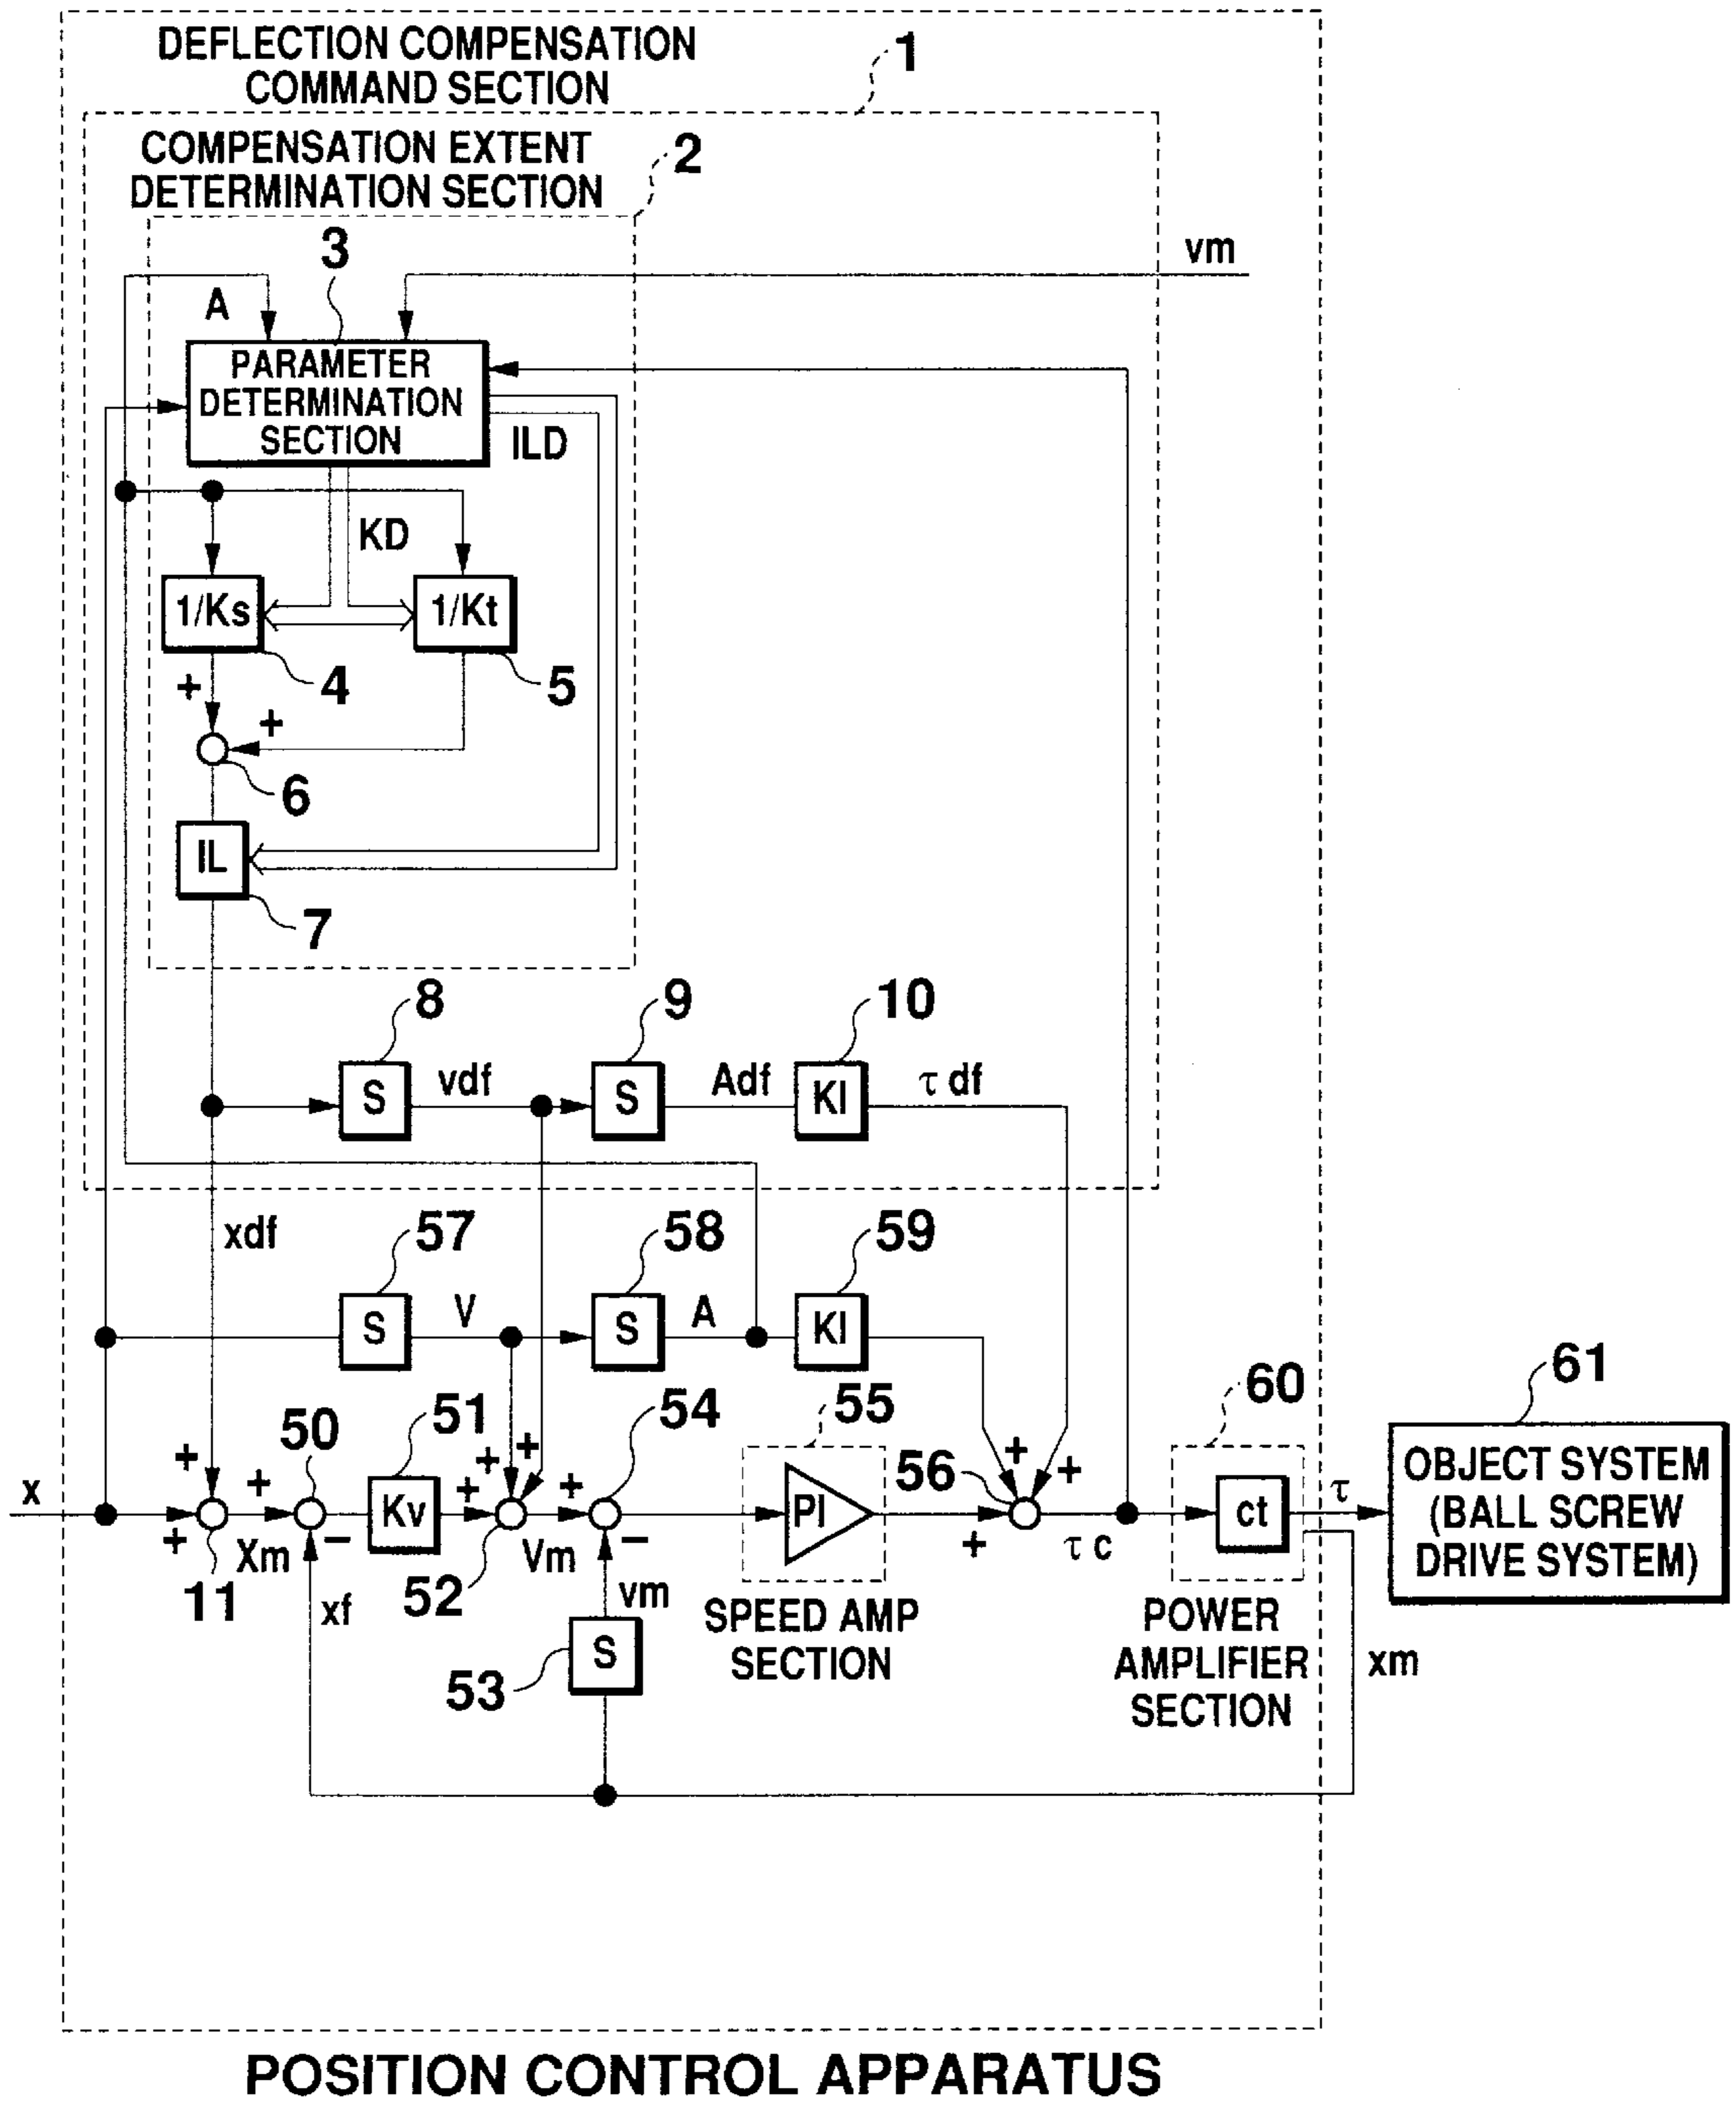 DEFLECTION COMPENSATION
COMMAND SECTION
1
COMPENSATION EXTENT
DETERMINATION SECTION
2
3
vm
A
PARAMETER
DETERMINATION
SECTION
ILD
KD
1/Ks
1/Kt
4
5
+
+
6
IL
7
8
9
10
S
vdf
S
Adf
KI
τ df
xdf
57
58
59
S
V
S
A
KI
60
61
50
51
54
55
56
+
+
+
+
+
+
+
+
x
Kv
PI
ct
τ
OBJECT SYSTEM
(BALL SCREW
DRIVE SYSTEM)
+
−
−
+
11
Xm
52
Vm
τ c
xf
vm
SPEED AMP
SECTION
POWER
AMPLIFIER
SECTION
xm
53
S
POSITION CONTROL APPARATUS